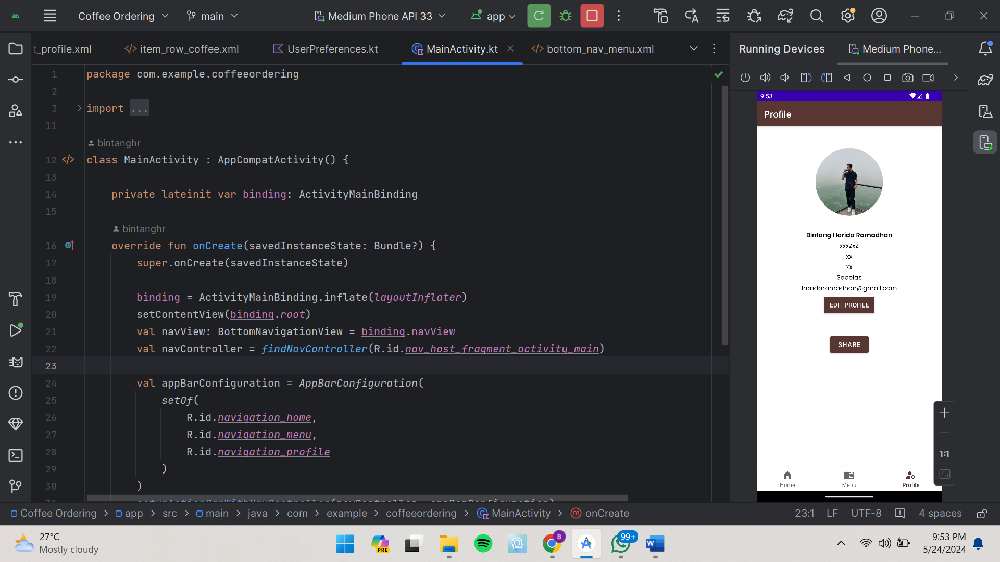 Coffee Ordering
main
Medium Phone API 33
app
t_profile.xml
item_row_coffee.xml
UserPreferences.kt
MainActivity.kt
bottom_nav_menu.xml
1 package com.example.coffeeordering
2
3 import ...
11
bintanghr
12 class MainActivity : AppCompatActivity() {
13
14 private lateinit var binding: ActivityMainBinding
15
bintanghr
16 override fun onCreate(savedInstanceState: Bundle?) {
17 super.onCreate(savedInstanceState)
18
19 binding = ActivityMainBinding.inflate(layoutInflater)
20 setContentView(binding.root)
21 val navView: BottomNavigationView = binding.navView
22 val navController = findNavController(R.id.nav_host_fragment_activity_main)
23
24 val appBarConfiguration = AppBarConfiguration(
25 setOf(
26 R.id.navigation_home,
27 R.id.navigation_menu,
28 R.id.navigation_profile
29 )
30 )
Running Devices
Medium Phone...
9:53
Profile
Bintang Harida Ramadhan
xxxZxZ
xx
xx
Sebelas
haridaramadhan@gmail.com
EDIT PROFILE
SHARE
1:1
Home
Menu
Profile
Coffee Ordering > app > src > main > java > com > example > coffeeordering > MainActivity > onCreate
23:1
LF
UTF-8
4 spaces
27°C
Mostly cloudy
PRE
B
99+
W
9:53 PM
5/24/2024